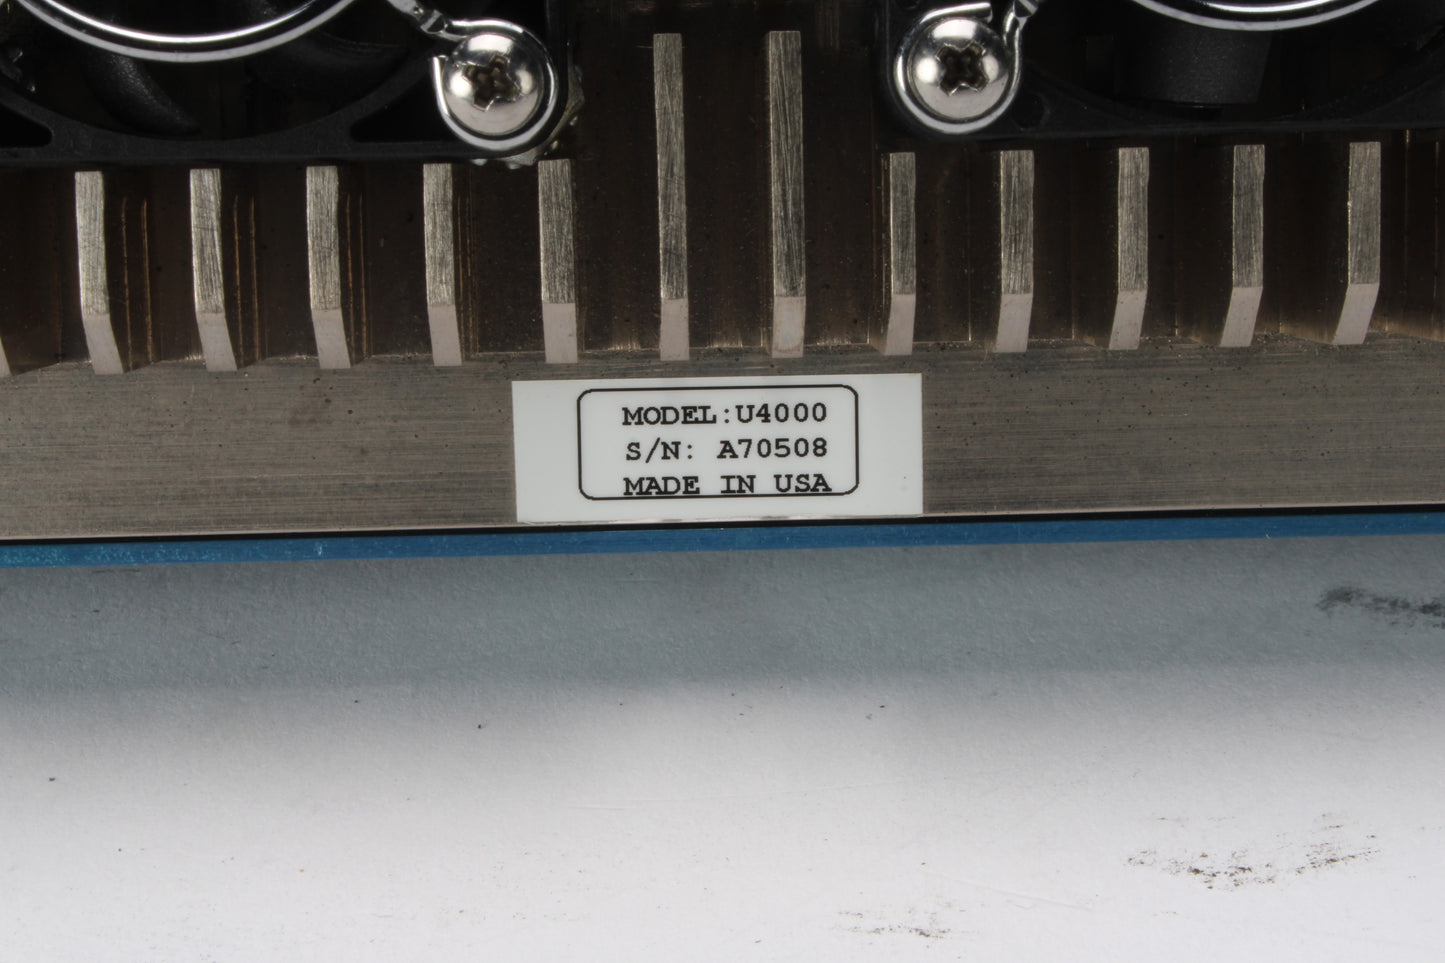 MODEL:U4000
S/N: A70508
MADE IN USA